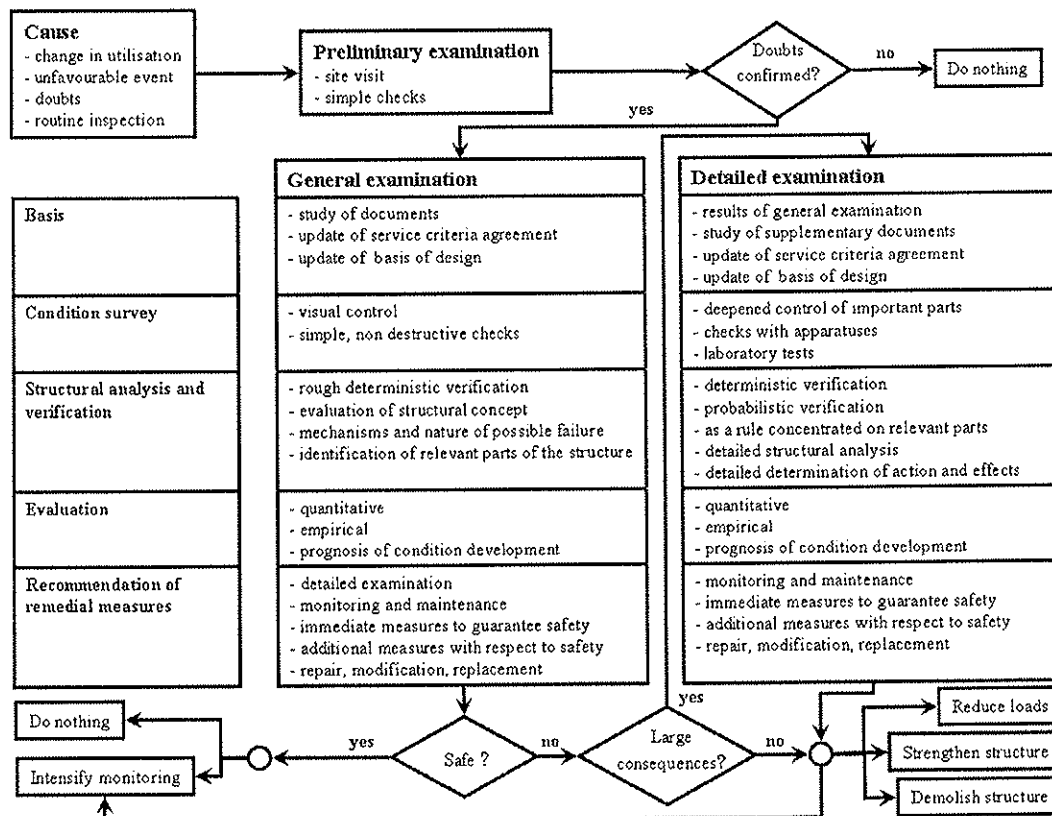 Cause
- change in utilisation
- unfavourable event
- doubts
- routine inspection
Preliminary examination
- site visit
- simple checks
Doubts
confirmed?
no
Do nothing
yes
General examination
Detailed examination
Basis
- study of documents
- update of service criteria agreement
- update of basis of design
- results of general examination
- study of supplementary documents
- update of service criteria agreement
- update of basis of design
Condition survey
- visual control
- simple, non destructive checks
- deepened control of important parts
- checks with apparatuses
- laboratory tests
Structural analysis and
verification
- rough deterministic verification
- evaluation of structural concept
- mechanisms and nature of possible failure
- identification of relevant parts of the structure
- deterministic verification
- probabilistic verification
- as a rule concentrated on relevant parts
- detailed structural analysis
- detailed determination of action and effects
Evaluation
- quantitative
- empirical
- prognosis of condition development
- quantitative
- empirical
- prognosis of condition development
Recommendation of
remedial measures
- detailed examination
- monitoring and maintenance
- immediate measures to guarantee safety
- additional measures with respect to safety
- repair, modification, replacement
- monitoring and maintenance
- immediate measures to guarantee safety
- additional measures with respect to safety
- repair, modification, replacement
Do nothing
Intensify monitoring
yes
Safe ?
no
yes
Large
consequences?
no
Reduce loads
Strengthen structure
Demolish structure